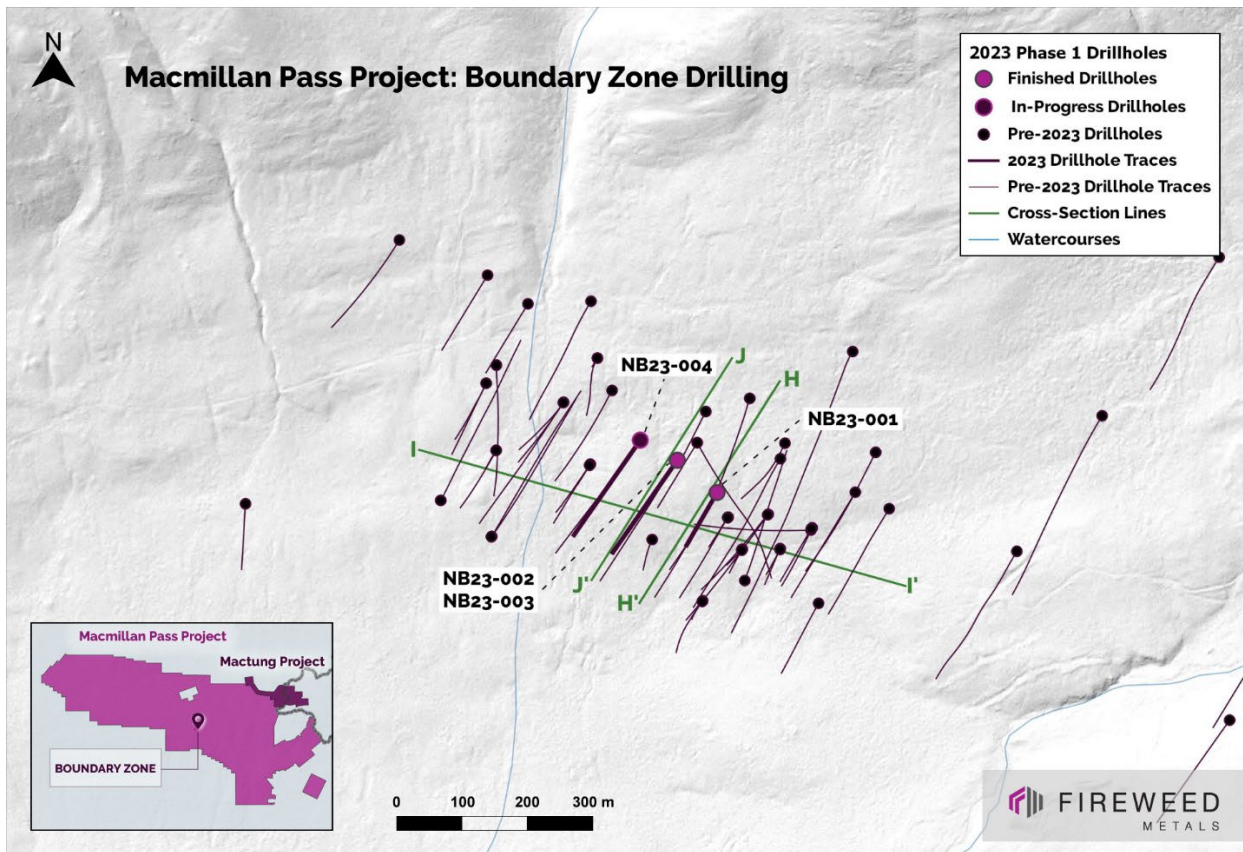 N
Macmillan Pass Project: Boundary Zone Drilling
2023 Phase 1 Drillholes
Finished Drillholes
In-Progress Drillholes
Pre-2023 Drillholes
2023 Drillhole Traces
Pre-2023 Drillhole Traces
Cross-Section Lines
Watercourses
NB23-004
J
H
NB23-001
I
NB23-002
NB23-003
J'
H'
I'
Macmillan Pass Project
Mactung Project
BOUNDARY ZONE
0 100 200 300 m
FIREWEED
METALS